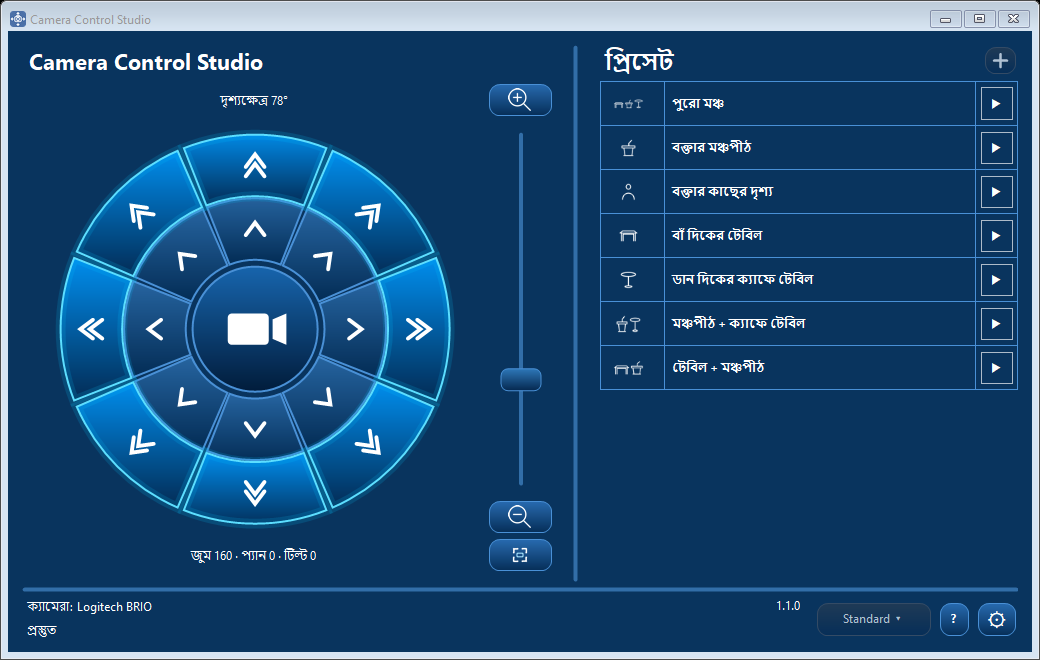 Camera Control Studio
Camera Control Studio
দৃশ্যক্ষেত্র 78°
জুম 160 · প্যান 0 · টিল্ট 0
প্রিসেট
পুরো মঞ্চ
বক্তার মঞ্চপীঠ
বক্তার কাছের দৃশ্য
বাঁ দিকের টেবিল
ডান দিকের ক্যাফে টেবিল
মঞ্চপীঠ + ক্যাফে টেবিল
টেবিল + মঞ্চপীঠ
ক্যামেরা: Logitech BRIO
প্রস্তুত
1.1.0
Standard
?